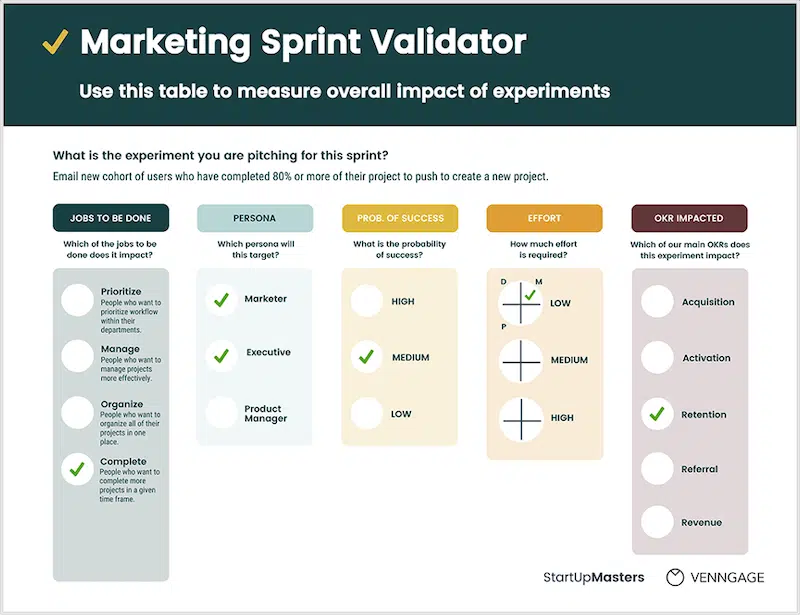 Marketing Sprint Validator
Use this table to measure overall impact of experiments
What is the experiment you are pitching for this sprint?
Email new cohort of users who have completed 80% or more of their project to push to create a new project.
JOBS TO BE DONE
Which of the jobs to be
done does it impact?
Prioritize
People who want to
prioritize workflow
within their
departments.
Manage
People who want to
manage projects
more effectively.
Organize
People who want to
organize all of their
projects in one
place.
Complete
People who want to
complete more
projects in a given
time frame.
PERSONA
Which persona will
this target?
Marketer
Executive
Product
Manager
PROB. OF SUCCESS
What is the probability
of success?
HIGH
MEDIUM
LOW
EFFORT
How much effort
is required?
D M
P
LOW
MEDIUM
HIGH
OKR IMPACTED
Which of our main OKRs does
this experiment impact?
Acquisition
Activation
Retention
Referral
Revenue
StartUpMasters
VENNGAGE